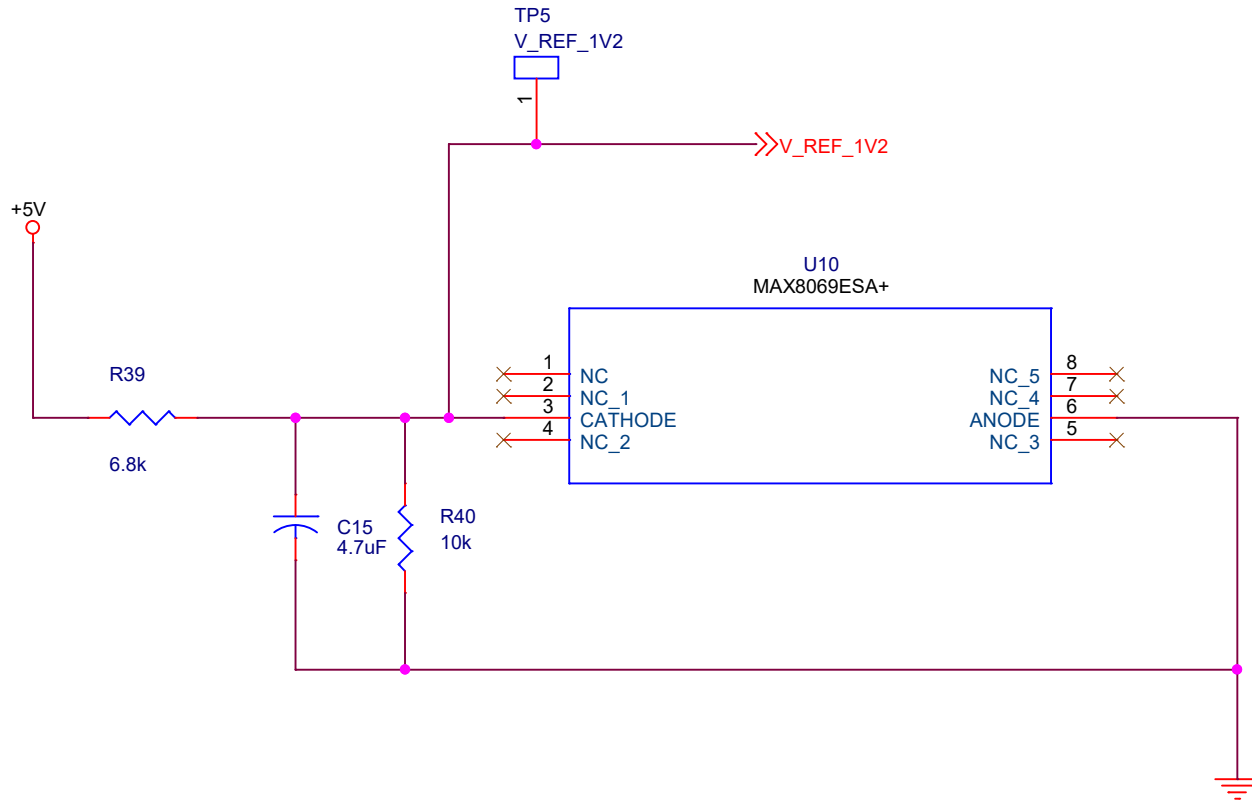 TP5
V_REF_1V2
1
V_REF_1V2
+5V
U10
MAX8069ESA+
R39
6.8k
1
NC
2
NC_1
3
CATHODE
4
NC_2
8
NC_5
7
NC_4
6
ANODE
5
NC_3
C15
4.7uF
R40
10k